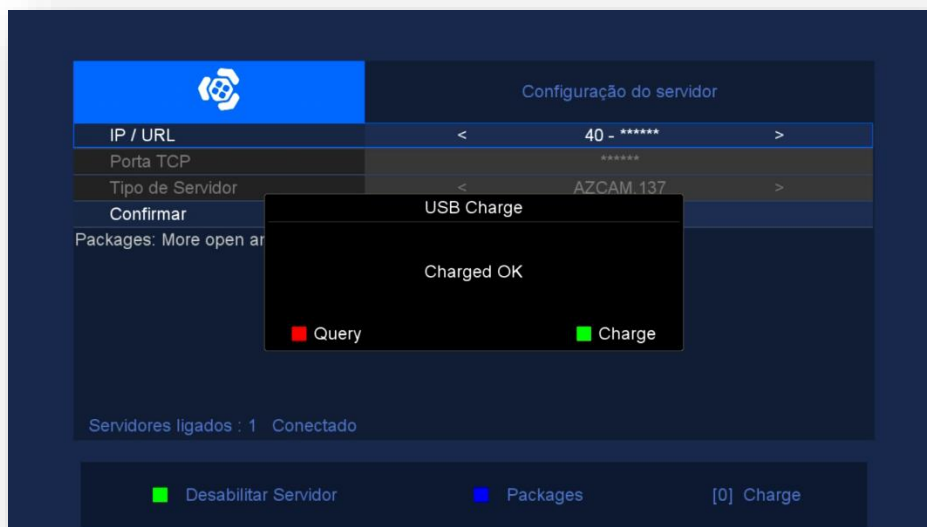 Configuração do servidor
IP / URL < 40 - ****** >
Porta TCP ******
Tipo de Servidor < AZCAM.137 >
Confirmar
USB Charge
Packages: More open ar
Charged OK
Query Charge
Servidores ligados : 1 Conectado
Desabilitar Servidor Packages [0] Charge